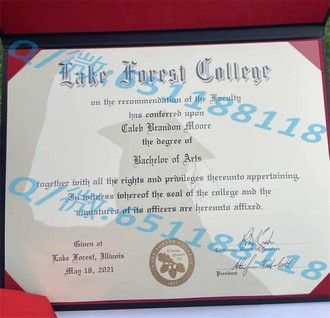 Lake Forest College
on the recommendation of the Faculty
has conferred upon
Caleb Brandon Moore
the degree of
Bachelor of Arts
together with all the rights and privileges thereunto appertaining.
In witness whereof the seal of the college and the
signatures of its officers are hereunto affixed.
Given at
Lake Forest, Illinois
May 18, 2021
President
Q/微:651188118
Q/微:651188118